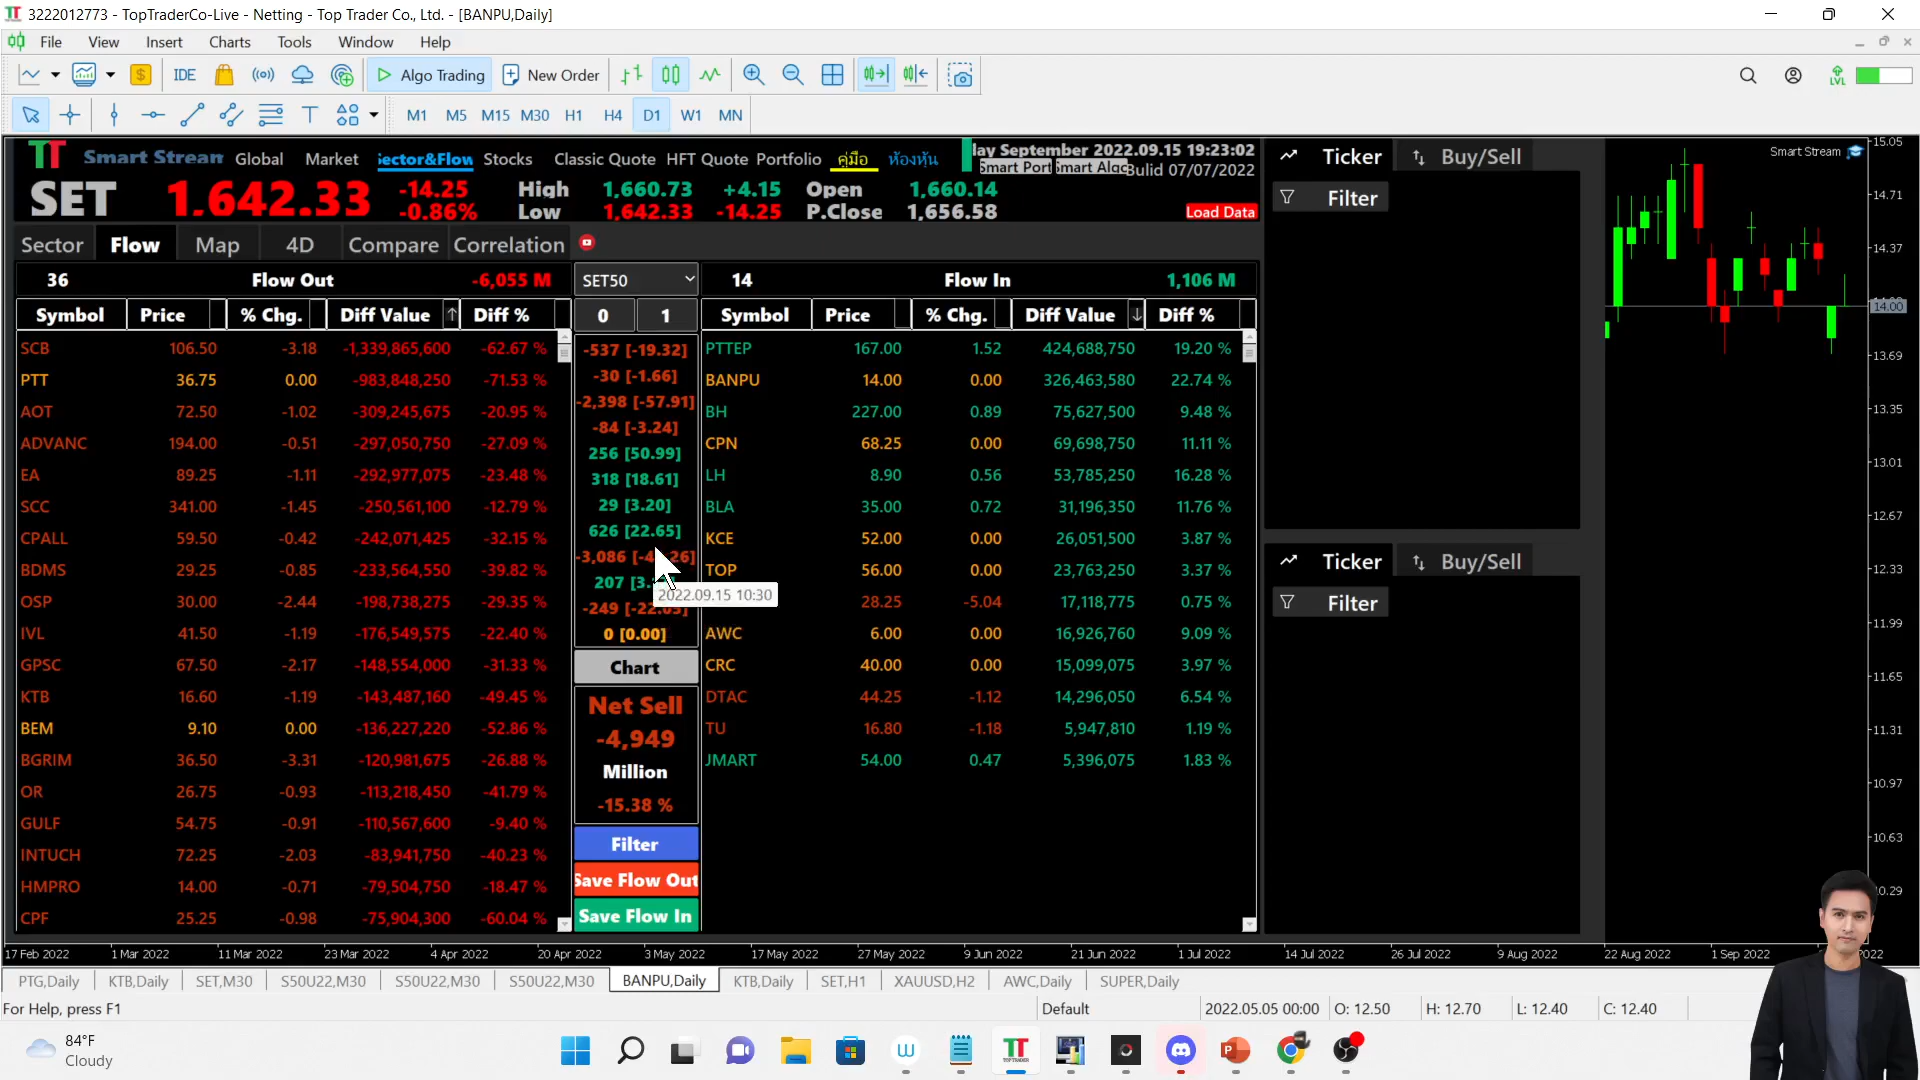 3222012773 - TopTraderCo-Live - Netting - Top Trader Co., Ltd. - [BANPU,Daily]
File View Insert Charts Tools Window Help
IDE Algo Trading New Order LVL
M1 M5 M15 M30 H1 H4 D1 W1 MN
TT Smart Stream Global Market Sector&Flow Stocks Classic Quote HFT Quote Portfolio คู่มือ ห้องหุ้น
day September 2022.09.15 19:23:02
Smart Port Smart Algo Bulid 07/07/2022
SET 1,642.33 -14.25 High 1,660.73 +4.15 Open 1,660.14
-0.86% Low 1,642.33 -14.25 P.Close 1,656.58 Load Data
Sector Flow Map 4D Compare Correlation
36 Flow Out -6,055 M SET50 14 Flow In 1,106 M
Symbol Price % Chg. Diff Value Diff % 0 1 Symbol Price % Chg. Diff Value Diff %
SCB 106.50 -3.18 -1,339,865,600 -62.67 %
PTT 36.75 0.00 -983,848,250 -71.53 %
AOT 72.50 -1.02 -309,245,675 -20.95 %
ADVANC 194.00 -0.51 -297,050,750 -27.09 %
EA 89.25 -1.11 -292,977,075 -23.48 %
SCC 341.00 -1.45 -250,561,100 -12.79 %
CPALL 59.50 -0.42 -242,071,425 -32.15 %
BDMS 29.25 -0.85 -233,564,550 -39.82 %
OSP 30.00 -2.44 -198,738,275 -29.35 %
IVL 41.50 -1.19 -176,549,575 -22.40 %
GPSC 67.50 -2.17 -148,554,000 -31.33 %
KTB 16.60 -1.19 -143,487,160 -49.45 %
BEM 9.10 0.00 -136,227,220 -52.86 %
BGRIM 36.50 -3.31 -120,981,675 -26.88 %
OR 26.75 -0.93 -113,218,450 -41.79 %
GULF 54.75 -0.91 -110,567,600 -9.40 %
INTUCH 72.25 -2.03 -83,941,750 -40.23 %
HMPRO 14.00 -0.71 -79,504,750 -18.47 %
CPF 25.25 -0.98 -75,904,300 -60.04 %
-537 [-19.32]
-30 [-1.66]
-2,398 [-57.91]
-84 [-3.24]
256 [50.99]
318 [18.61]
29 [3.20]
626 [22.65]
-3,086
207
-249
2022.09.15 10:30
0 [0.00]
Chart
Net Sell
-4,949
Million
-15.38 %
Filter
Save Flow Out
Save Flow In
PTTEP 167.00 1.52 424,688,750 19.20 %
BANPU 14.00 0.00 326,463,580 22.74 %
BH 227.00 0.89 75,627,500 9.48 %
CPN 68.25 0.00 69,698,750 11.11 %
LH 8.90 0.56 53,785,250 16.28 %
BLA 35.00 0.72 31,196,350 11.76 %
KCE 52.00 0.00 26,051,500 3.87 %
TOP 56.00 0.00 23,763,250 3.37 %
28.25 -5.04 17,118,775 0.75 %
AWC 6.00 0.00 16,926,760 9.09 %
CRC 40.00 0.00 15,099,075 3.97 %
DTAC 44.25 -1.12 14,296,050 6.54 %
TU 16.80 -1.18 5,947,810 1.19 %
JMART 54.00 0.47 5,396,075 1.83 %
Ticker Buy/Sell
Filter
Ticker Buy/Sell
Filter
Smart Stream
15.05
14.71
14.37
14.00
13.69
13.35
13.01
12.67
12.33
11.99
11.65
11.31
10.97
10.63
17 Feb 2022 1 Mar 2022 11 Mar 2022 23 Mar 2022 4 Apr 2022 20 Apr 2022 3 May 2022 17 May 2022 27 May 2022 9 Jun 2022 21 Jun 2022 1 Jul 2022 14 Jul 2022 26 Jul 2022 9 Aug 2022 22 Aug 2022 1 Sep 2022
PTG,Daily KTB,Daily SET,M30 S50U22,M30 S50U22,M30 S50U22,M30 BANPU,Daily KTB,Daily SET,H1 XAUUSD,H2 AWC,Daily SUPER,Daily
For Help, press F1 Default 2022.05.05 00:00 O: 12.50 H: 12.70 L: 12.40 C: 12.40
84°F
Cloudy
TT
TOP TRADER